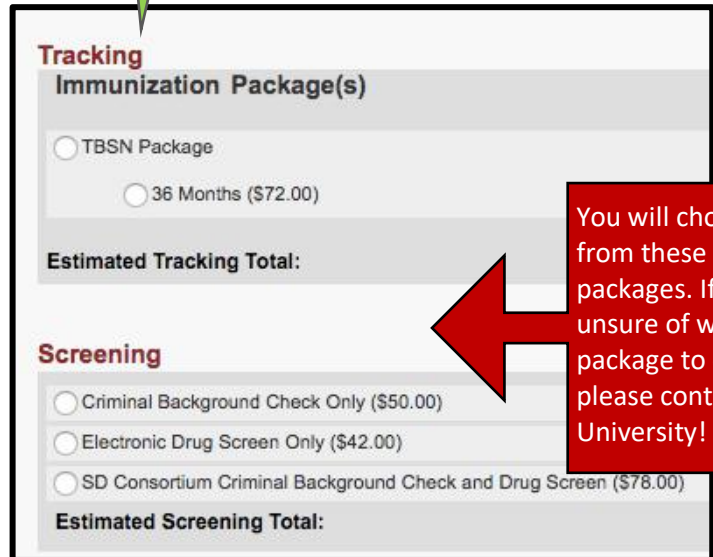 Tracking
Immunization Package(s)
TBSN Package
36 Months ($72.00)
Estimated Tracking Total:
Screening
Criminal Background Check Only ($50.00)
Electronic Drug Screen Only ($42.00)
SD Consortium Criminal Background Check and Drug Screen ($78.00)
Estimated Screening Total:
You will
from these
packages. If
unsure of
package to
please
University!